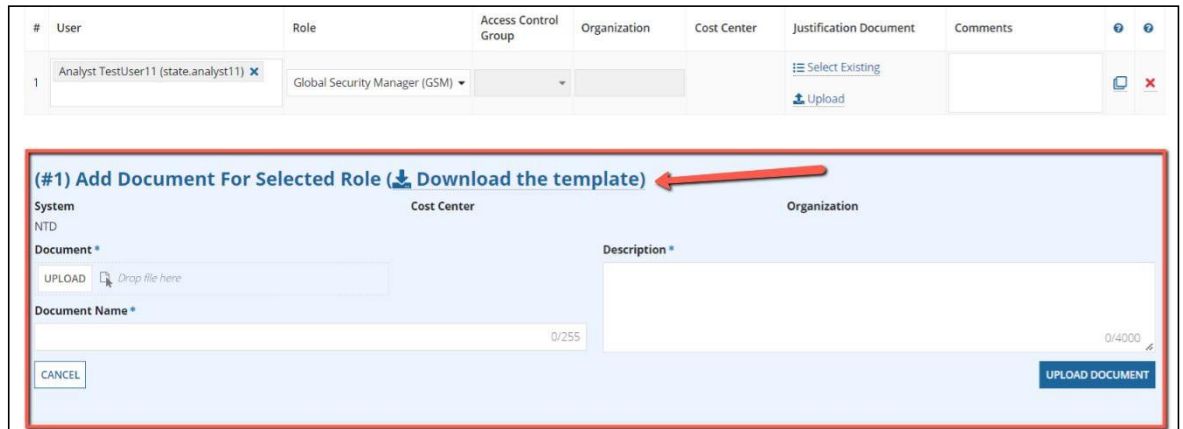 # User Role Access Control Group Organization Cost Center Justification Document Comments
1 Analyst TestUser11 (state.analyst11) Global Security Manager (GSM) Select Existing
Upload
(#1) Add Document For Selected Role (Download the template)
System Cost Center Organization
NTD
Document * Description *
UPLOAD Drop file here
Document Name *
0/255 0/4000
CANCEL UPLOAD DOCUMENT